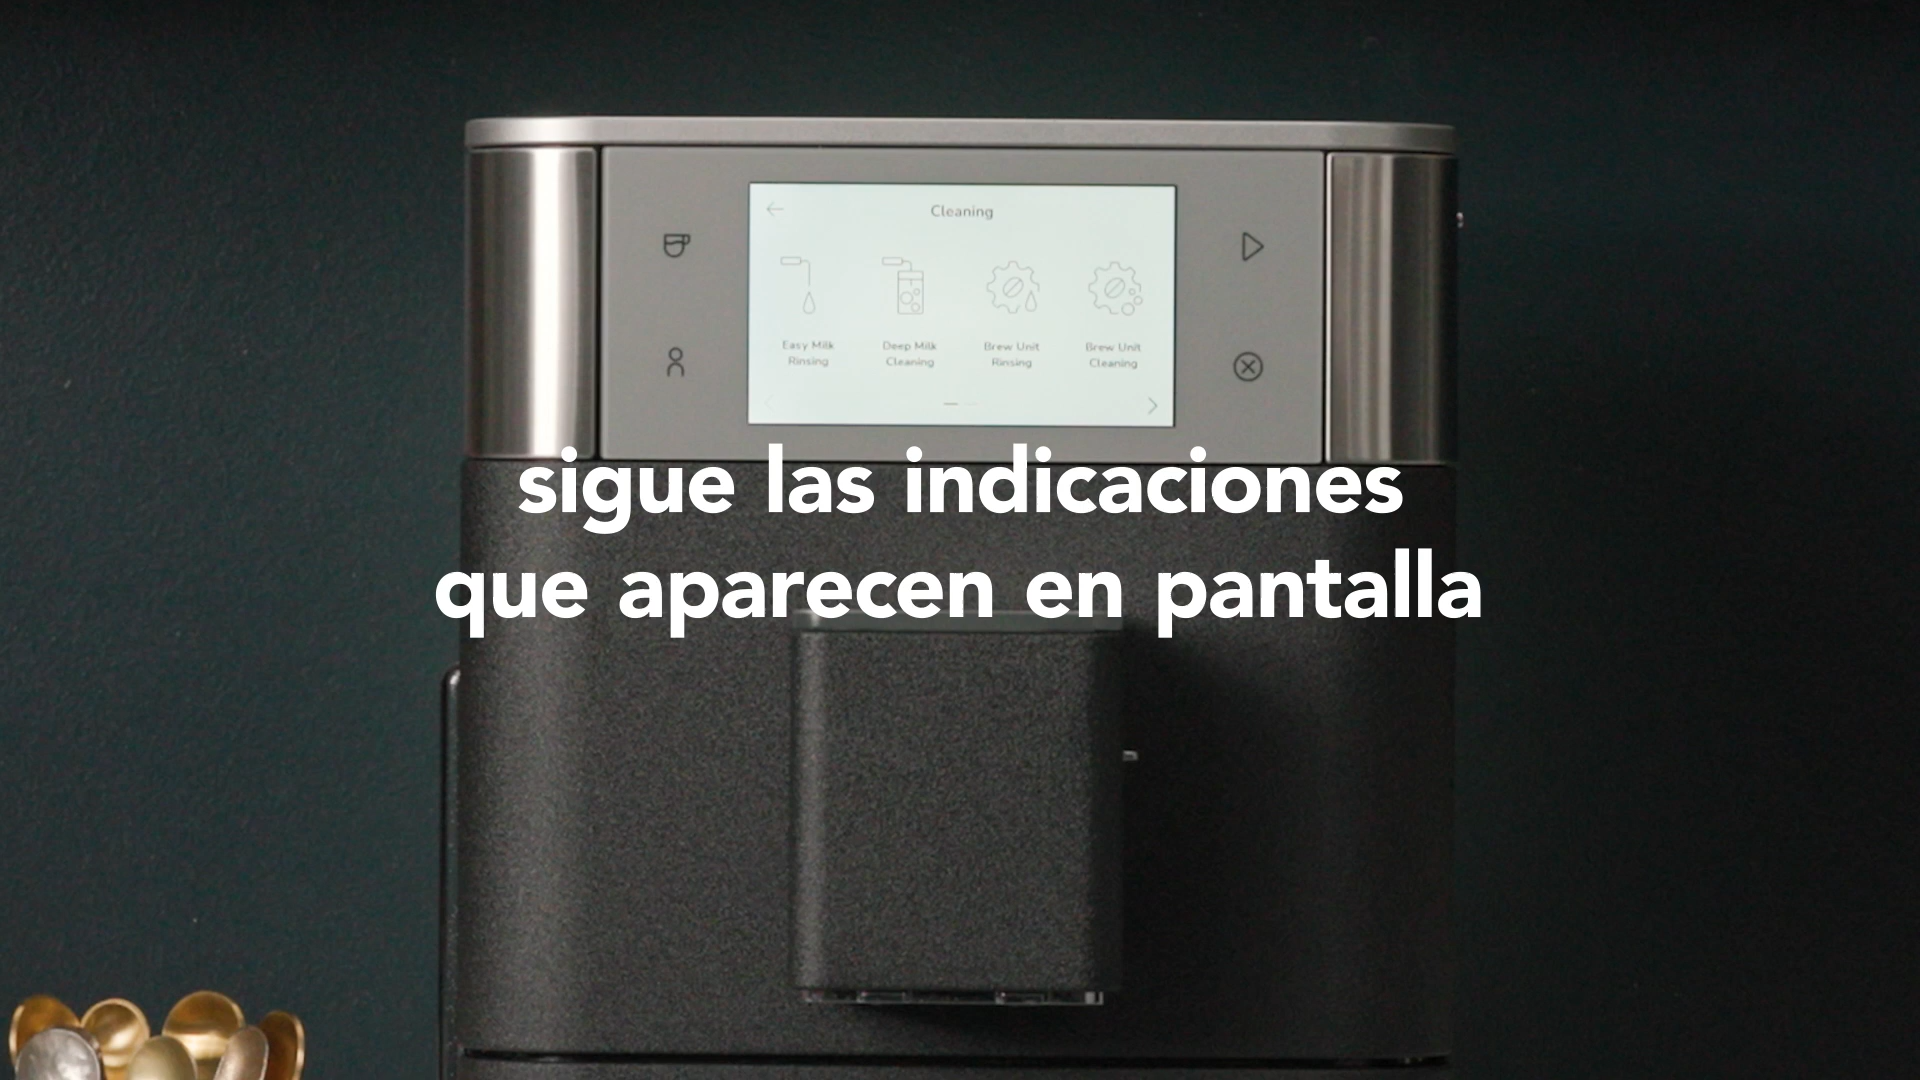 Cleaning
Easy Milk
Rinsing
Deep Milk
Cleaning
Brew Unit
Rinsing
Brew Unit
Cleaning
sigue las indicaciones
que aparecen en pantalla